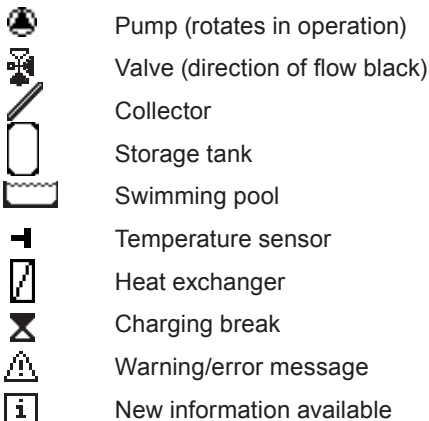 Pump (rotates in operation)
Valve (direction of flow black)
Collector
Storage tank
Swimming pool
Temperature sensor
Heat exchanger
Charging break
Warning/error message
i New information available